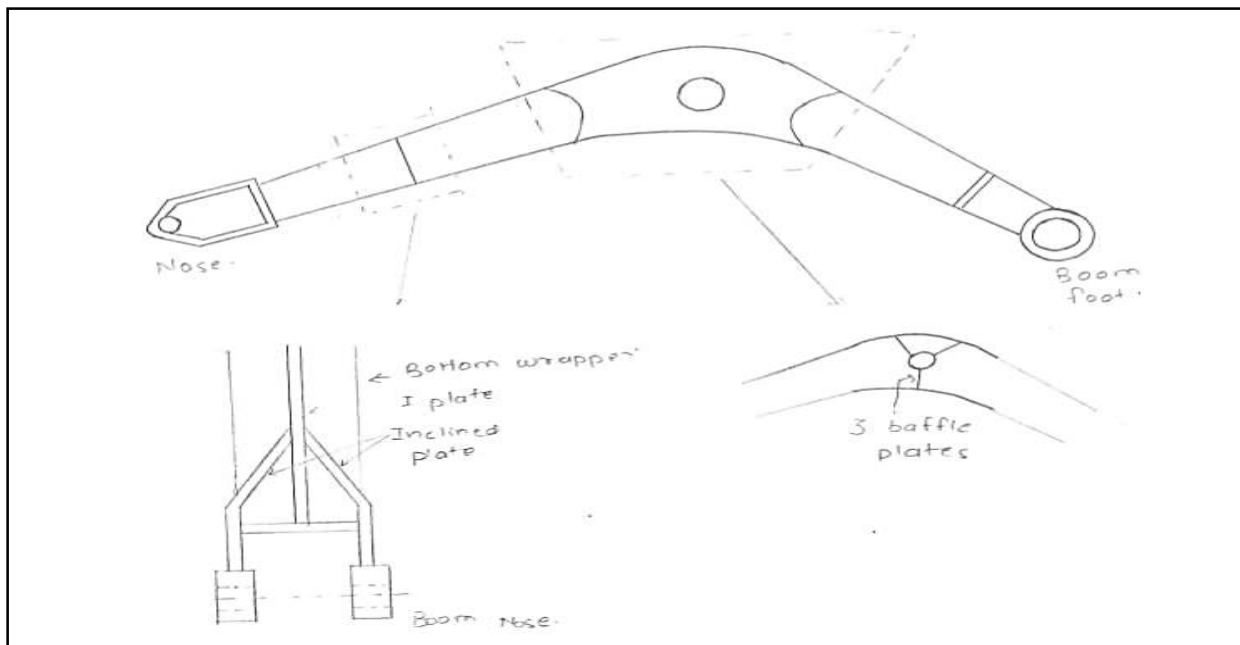 Nose.
Boom
foot.
Bottom wrapper
I plate
Inclined
plate
3 baffle
plates
Boom Nose.